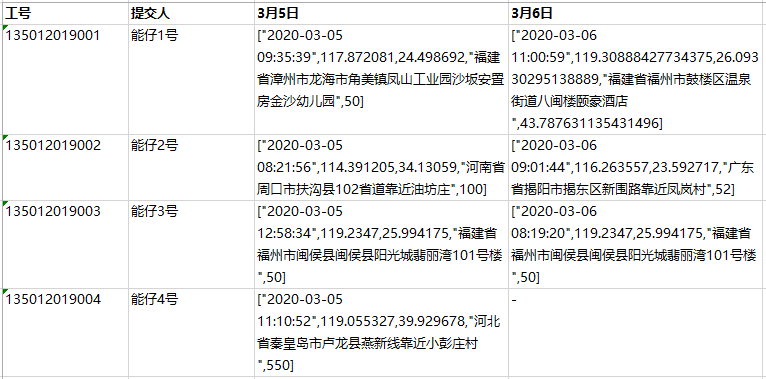 工号 提交人 3月5日 3月6日
135012019001 能仔1号
["2020-03-05
09:35:39",117.872081,24.498692,"福建
省漳州市龙海市角美镇凤山工业园沙坂安置
房金沙幼儿园",50]
["2020-03-06
11:00:59",119.30888427734375,26.093
30295138889,"福建省福州市鼓楼区温泉
街道八闽楼颐豪酒店
",43.787631135431496]
135012019002 能仔2号
["2020-03-05
08:21:56",114.391205,34.13059,"河南省
周口市扶沟县102省道靠近油坊庄",100]
["2020-03-06
09:01:44",116.263557,23.592717,"广东
省揭阳市揭东区新围路靠近凤岗村",52]
135012019003 能仔3号
["2020-03-05
12:58:34",119.2347,25.994175,"福建省
福州市闽侯县闽侯县阳光城翡丽湾101号楼
",50]
["2020-03-06
08:19:20",119.2347,25.994175,"福建省
福州市闽侯县闽侯县阳光城翡丽湾101号楼
",50]
135012019004 能仔4号
["2020-03-05
11:10:52",119.055327,39.929678,"河北
省秦皇岛市卢龙县燕新线靠近小彭庄村
",550]
-